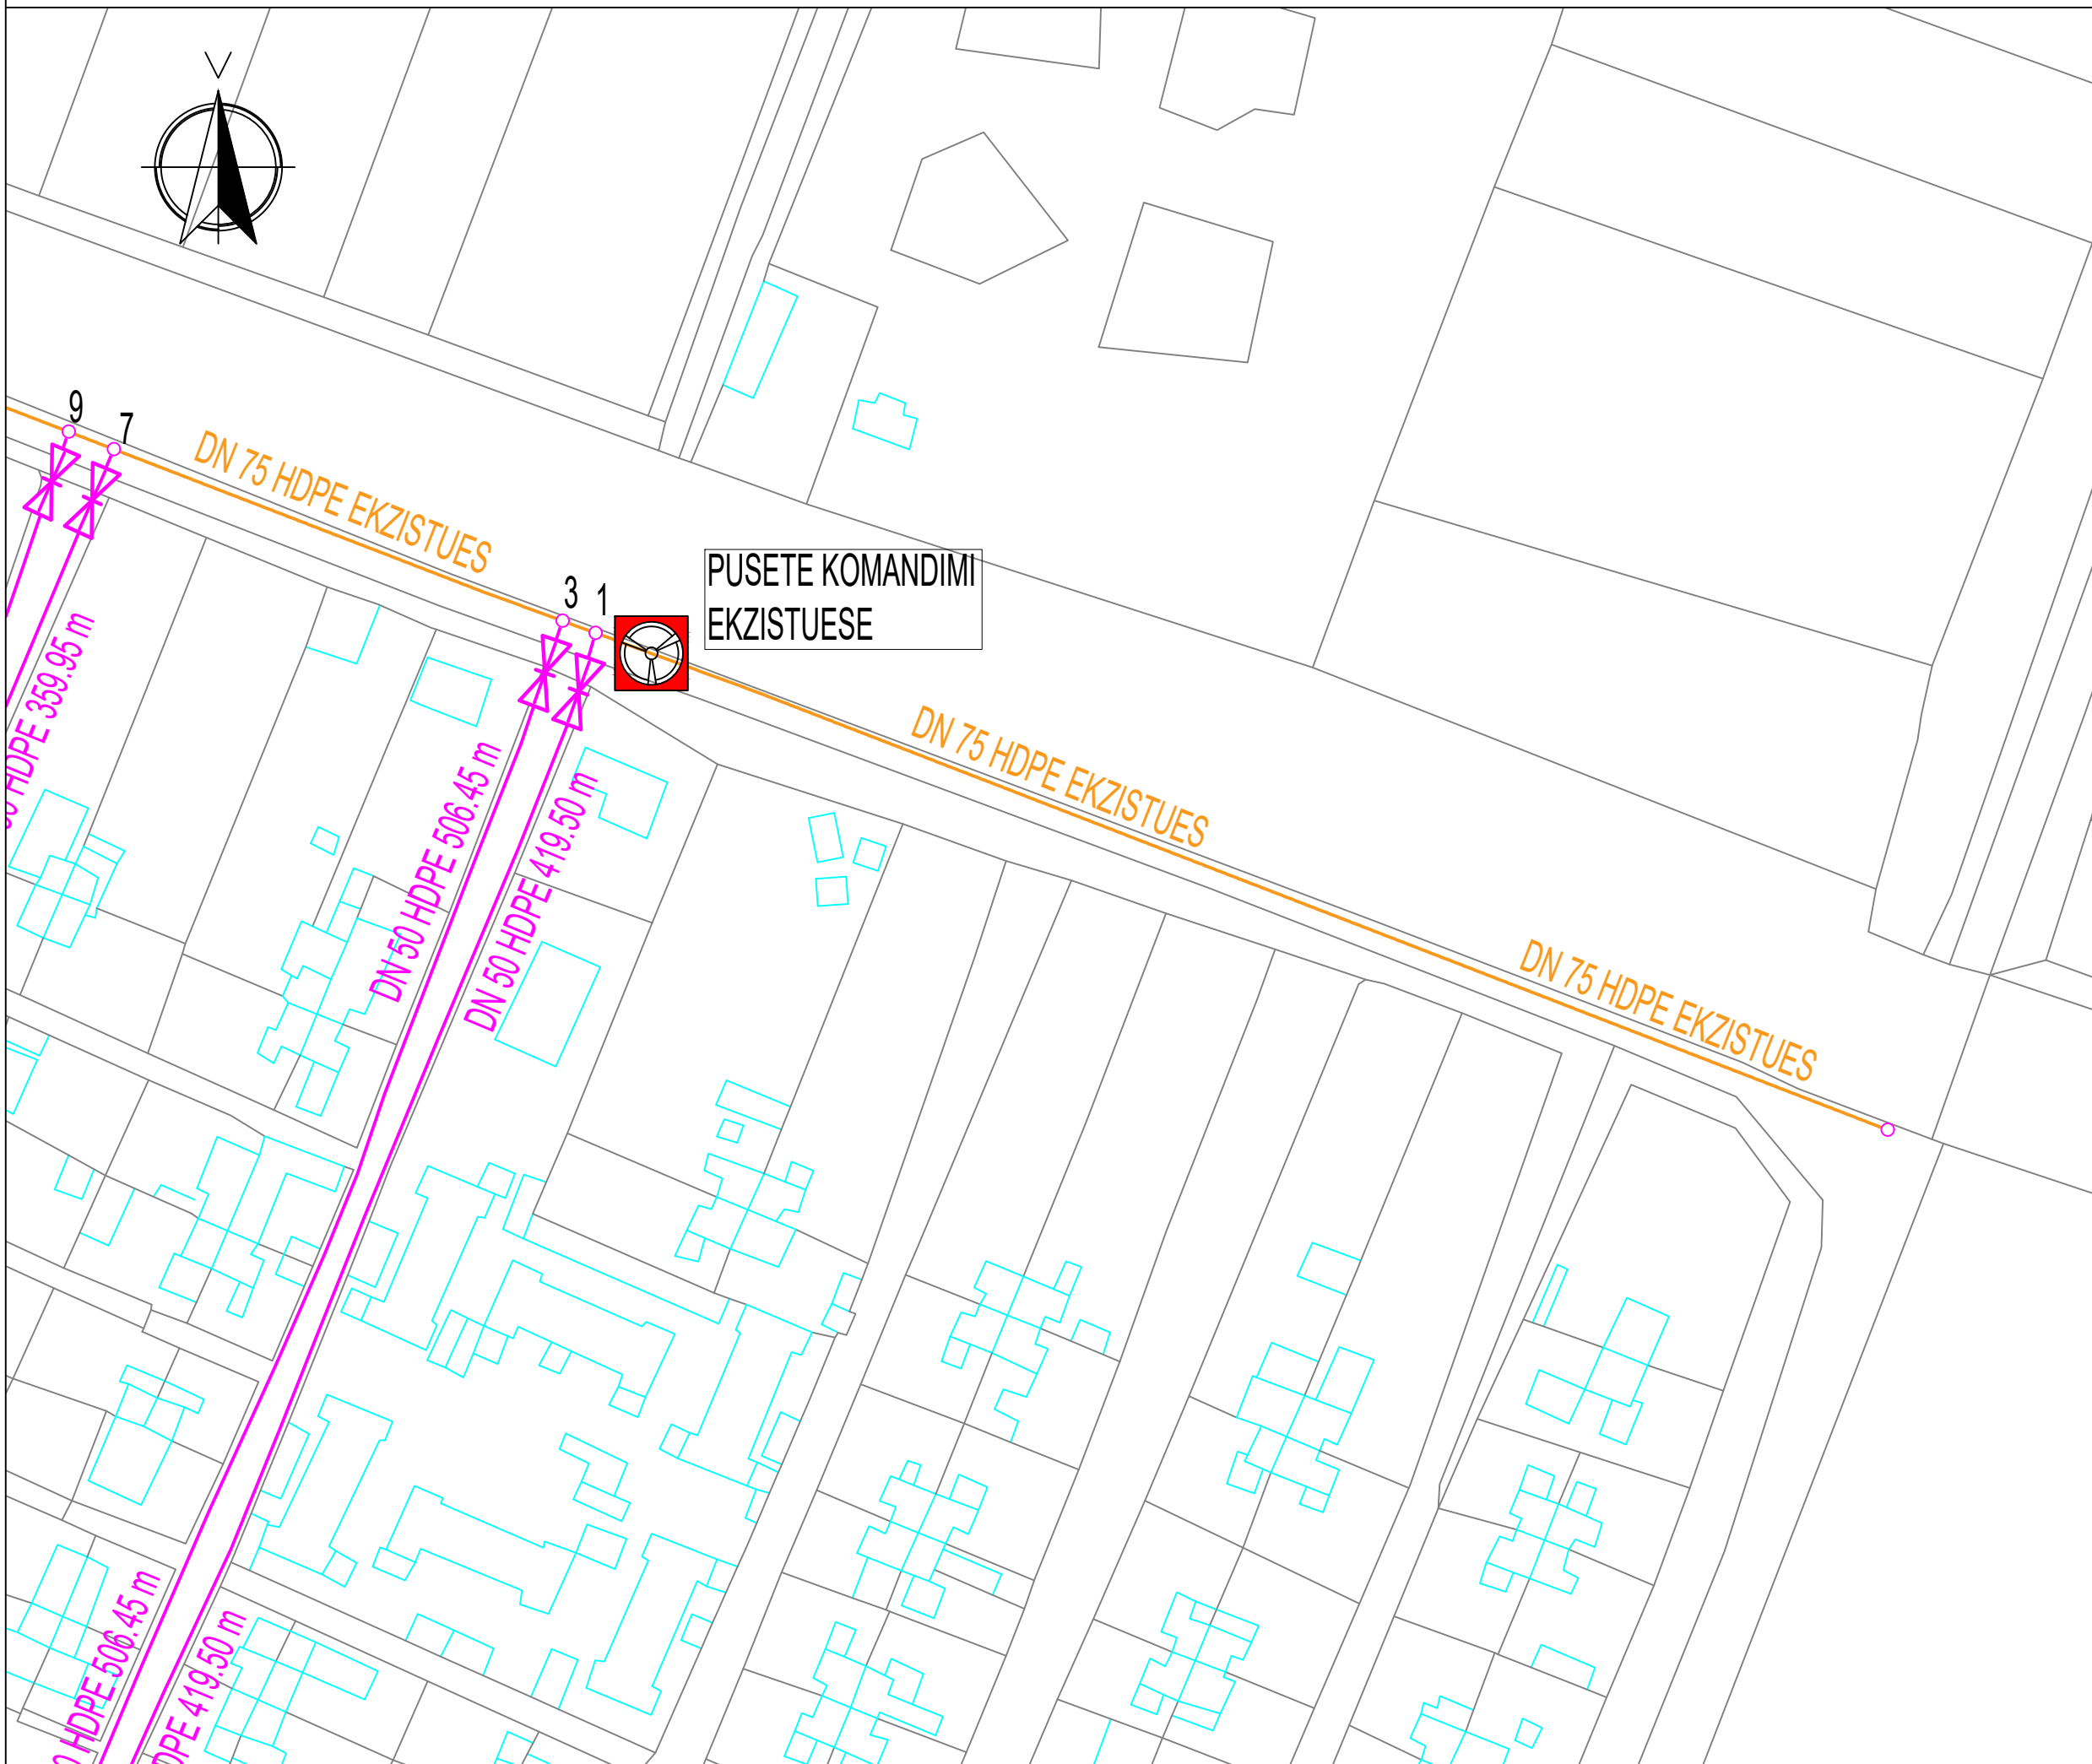 9
7
DN 75 HDPE EKZISTUES
3
1
PUSETE KOMANDIMI
EKZISTUESE
HDPE 359.95 m
DN 50 HDPE 506.45 m
DN 50 HDPE 419.50 m
DN 75 HDPE EKZISTUES
DN 75 HDPE EKZISTUES
HDPE 506.45 m
HDPE 419.50 m